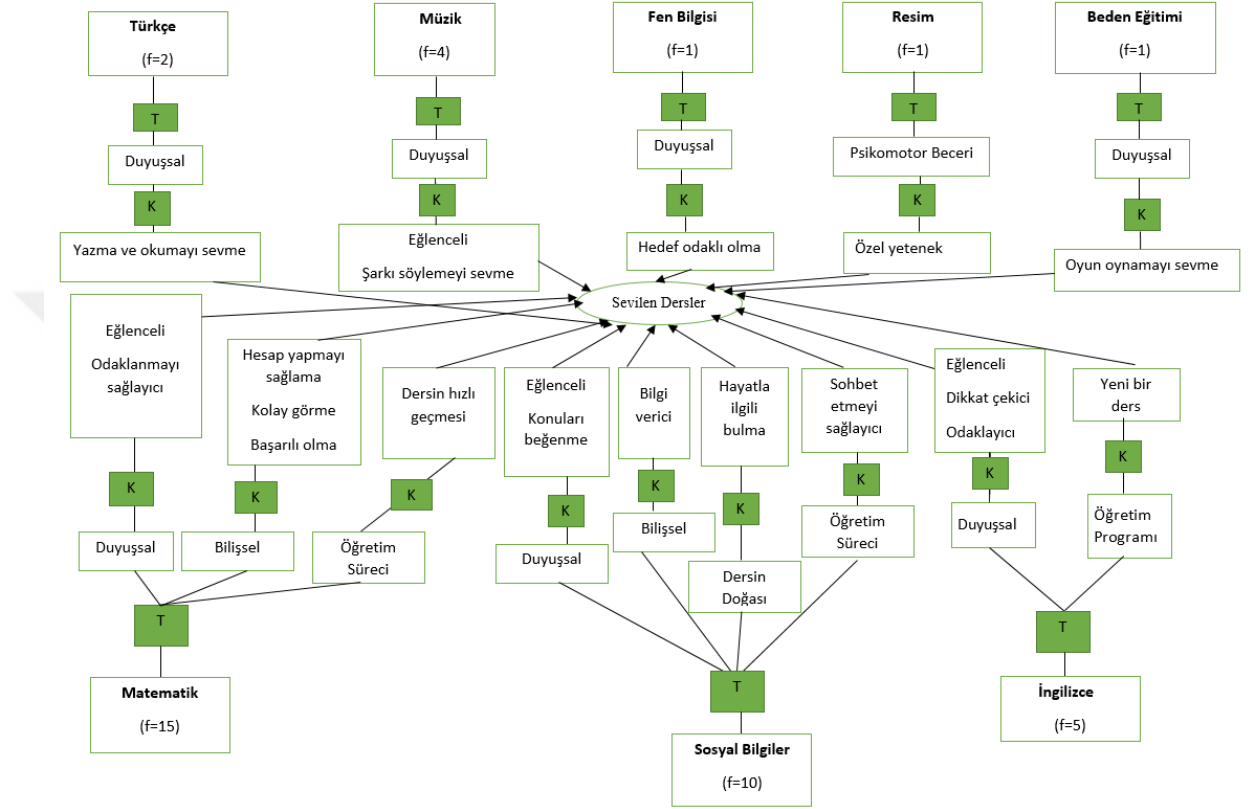 Türkçe
(f=2)
Müzik
(f=4)
Fen Bilgisi
(f=1)
Resim
(f=1)
Beden Eğitimi
(f=1)
T
T
T
T
T
Duyuşsal
Duyuşsal
Duyuşsal
Psikomotor Beceri
Duyuşsal
K
K
K
K
K
Yazma ve okumayı sevme
Eğlenceli
Şarkı söylemeyi sevme
Hedef odaklı olma
Özel yetenek
Oyun oynamayı sevme
Sevilen Dersler
Eğlenceli
Odaklanmayı
sağlayıcı
Hesap yapmayı
sağlama
Kolay görme
Başarılı olma
Dersin hızlı
geçmesi
Eğlenceli
Konuları
beğenme
Bilgi
verici
Hayatla
ilgili
bulma
Sohbet
etmeyi
sağlayıcı
Eğlenceli
Dikkat çekici
Odaklayıcı
Yeni bir
ders
K
K
K
K
K
K
K
K
K
Duyuşsal
Bilişsel
Öğretim
Süreci
Duyuşsal
Bilişsel
Dersin
Doğası
Öğretim
Süreci
Duyuşsal
Öğretim
Programı
T
T
T
Matematik
(f=15)
Sosyal Bilgiler
(f=10)
İngilizce
(f=5)